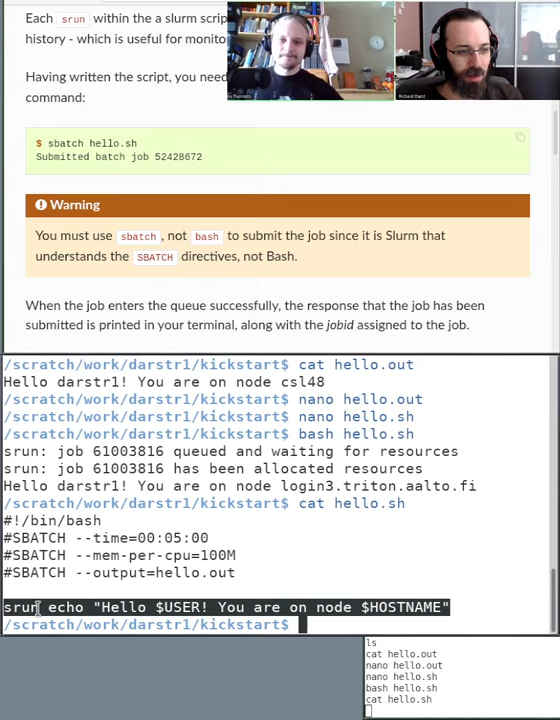 Each srun within the a slurm scrip
history - which is useful for monito
Having written the script, you need
command:
Richard Darst
$ sbatch hello.sh
Submitted batch job 52428672
Warning
You must use sbatch, not bash to submit the job since it is Slurm that
understands the SBATCH directives, not Bash.
When the job enters the queue successfully, the response that the job has been
submitted is printed in your terminal, along with the jobid assigned to the job.
/scratch/work/darstr1/kickstart$ cat hello.out
Hello darstr1! You are on node csl48
/scratch/work/darstr1/kickstart$ nano hello.out
/scratch/work/darstr1/kickstart$ nano hello.sh
/scratch/work/darstr1/kickstart$ bash hello.sh
srun: job 61003816 queued and waiting for resources
srun: job 61003816 has been allocated resources
Hello darstr1! You are on node login3.triton.aalto.fi
/scratch/work/darstr1/kickstart$ cat hello.sh
#!/bin/bash
#SBATCH --time=00:05:00
#SBATCH --mem-per-cpu=100M
#SBATCH --output=hello.out
srun echo "Hello $USER! You are on node $HOSTNAME"
/scratch/work/darstr1/kickstart$
ls
cat hello.out
nano hello.out
nano hello.sh
bash hello.sh
cat hello.sh